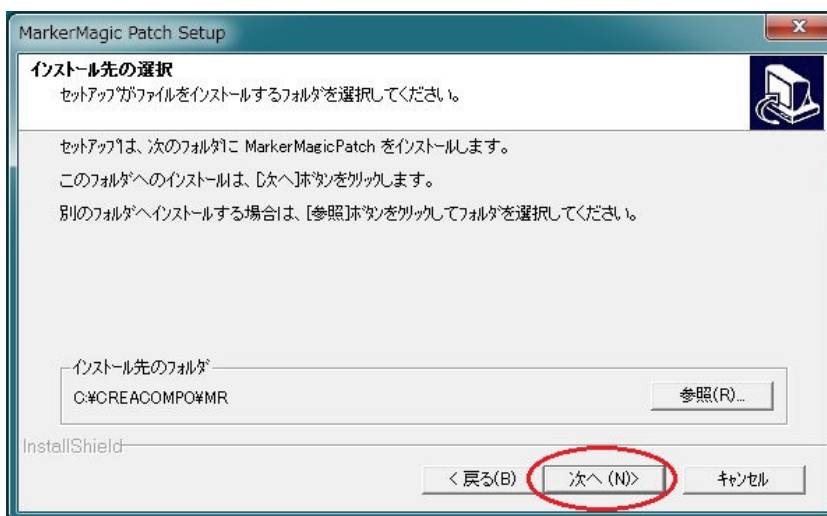 MarkerMagic Patch Setup
インストール先の選択
セットアップがファイルをインストールするフォルダを選択してください。
セットアップは、次のフォルダに MarkerMagicPatch をインストールします。
このフォルダへのインストールは、[次へ]ボタンをクリックします。
別のフォルダへインストールする場合は、[参照]ボタンをクリックしてフォルダを選択してください。
インストール先のフォルダ
C:¥CREACOMPO¥MR
参照(R)...
InstallShield
< 戻る(B)
次へ (N)>
キャンセル